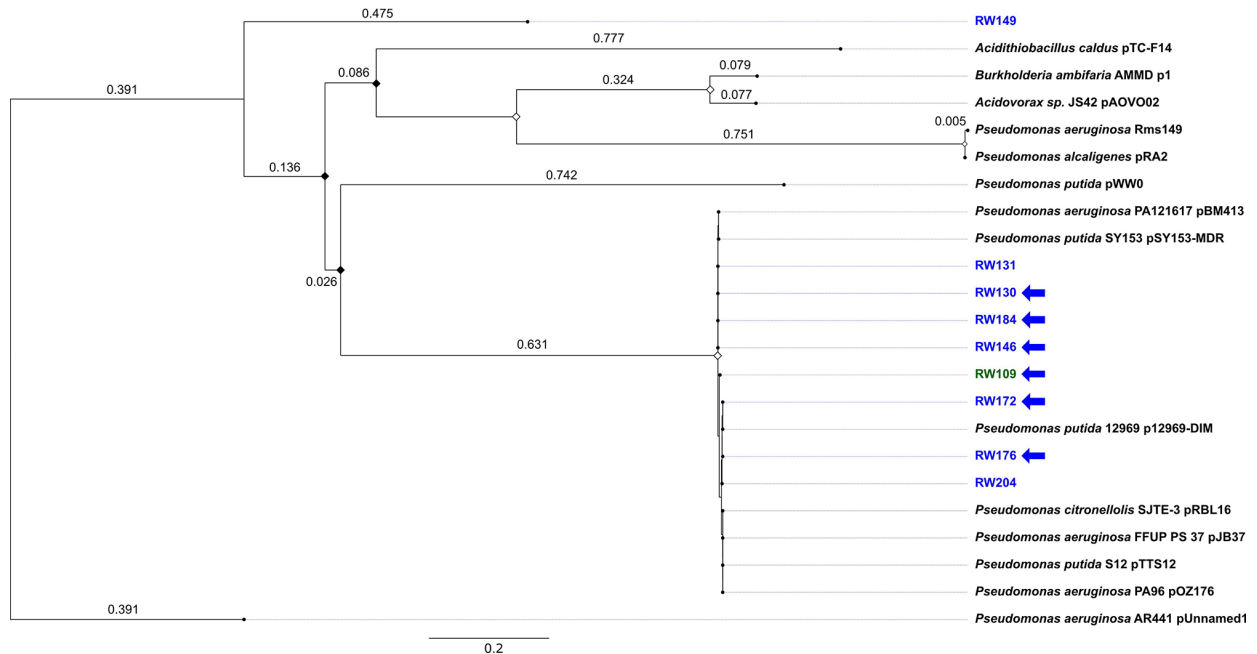 0.475
RW149
0.777
Acidithiobacillus caldus pTC-F14
0.086
0.079
0.324
Burkholderia ambifaria AMMD p1
0.391
0.077
Acidovorax sp. JS42 pAOVO02
0.005
Pseudomonas aeruginosa Rms149
0.751
Pseudomonas alcaligenes pRA2
0.136
0.742
Pseudomonas putida pWW0
Pseudomonas aeruginosa PA121617 pBM413
Pseudomonas putida SY153 pSY153-MDR
RW131
0.026
RW130
RW184
0.631
RW146
RW109
RW172
Pseudomonas putida 12969 p12969-DIM
RW176
RW204
Pseudomonas citronellolis SJTE-3 pRBL16
Pseudomonas aeruginosa FFUP PS 37 pJB37
Pseudomonas putida S12 pTTS12
Pseudomonas aeruginosa PA96 pOZ176
0.391
Pseudomonas aeruginosa AR441 pUnnamed1
0.2